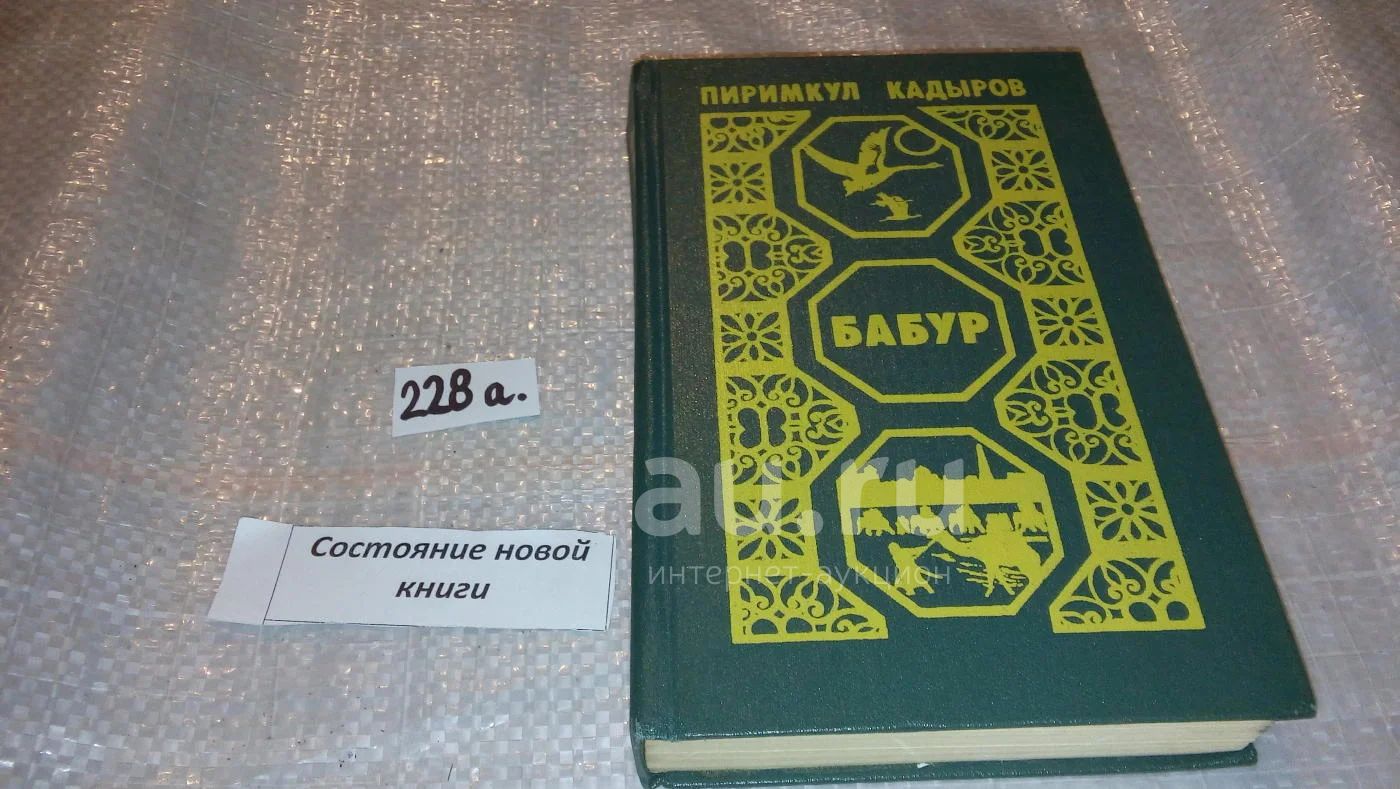 ПИРИМКУЛ КАДЫРОВ
БАБУР
228 а.
Состояние новой
книги
au.ru
интернет-аукцион